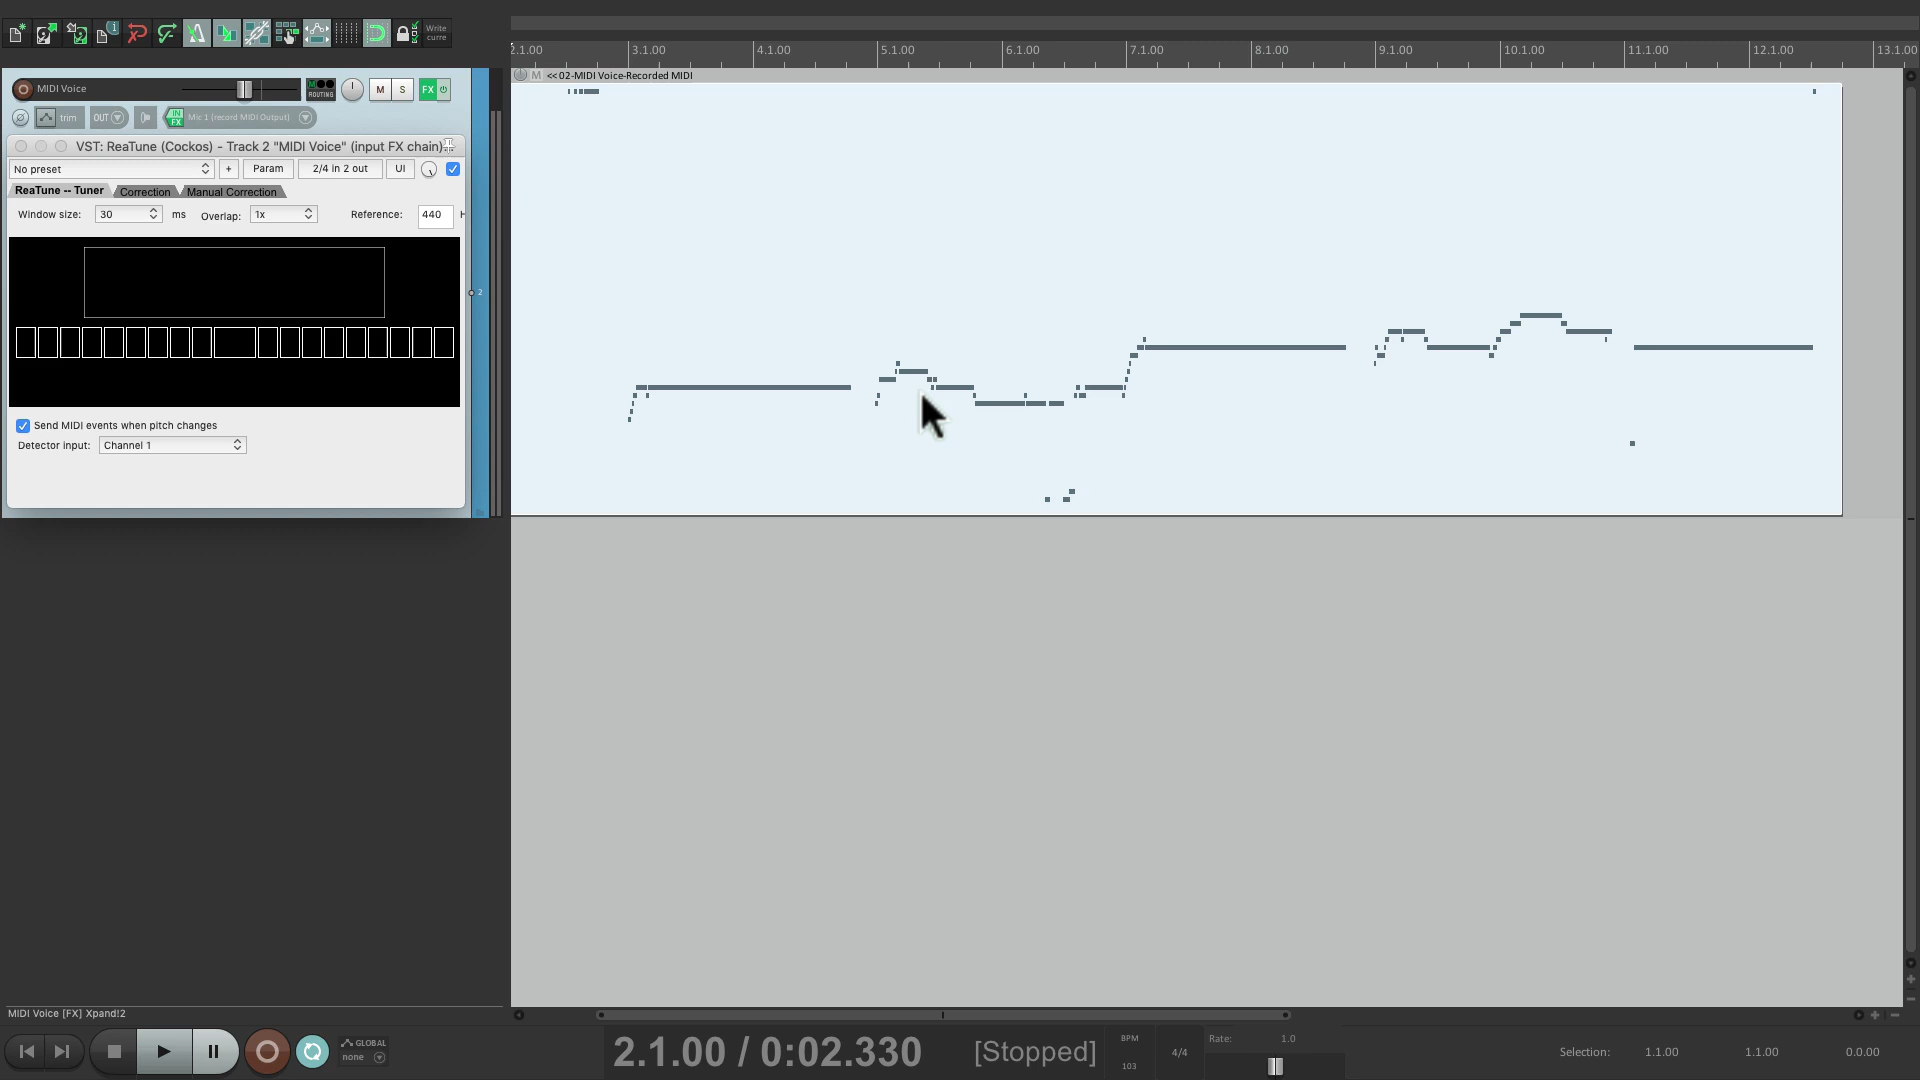 Write
curre
2.1.00 3.1.00 4.1.00 5.1.00 6.1.00 7.1.00 8.1.00 9.1.00 10.1.00 11.1.00 12.1.00 13.1.00
M << 02-MIDI Voice-Recorded MIDI
MIDI Voice ROUTING M S FX
trim OUT IN FX Mic 1 (record MIDI Output)
VST: ReaTune (Cockos) - Track 2 "MIDI Voice" (input FX chain)
No preset + Param 2/4 in 2 out UI
ReaTune -- Tuner Correction Manual Correction
Window size: 30 ms Overlap: 1x Reference: 440 H
2
Send MIDI events when pitch changes
Detector input: Channel 1
MIDI Voice [FX] Xpand!2
GLOBAL
none
2.1.00 / 0:02.330 [Stopped]
BPM
103
4/4
Rate: 1.0
Selection: 1.1.00 1.1.00 0.0.00